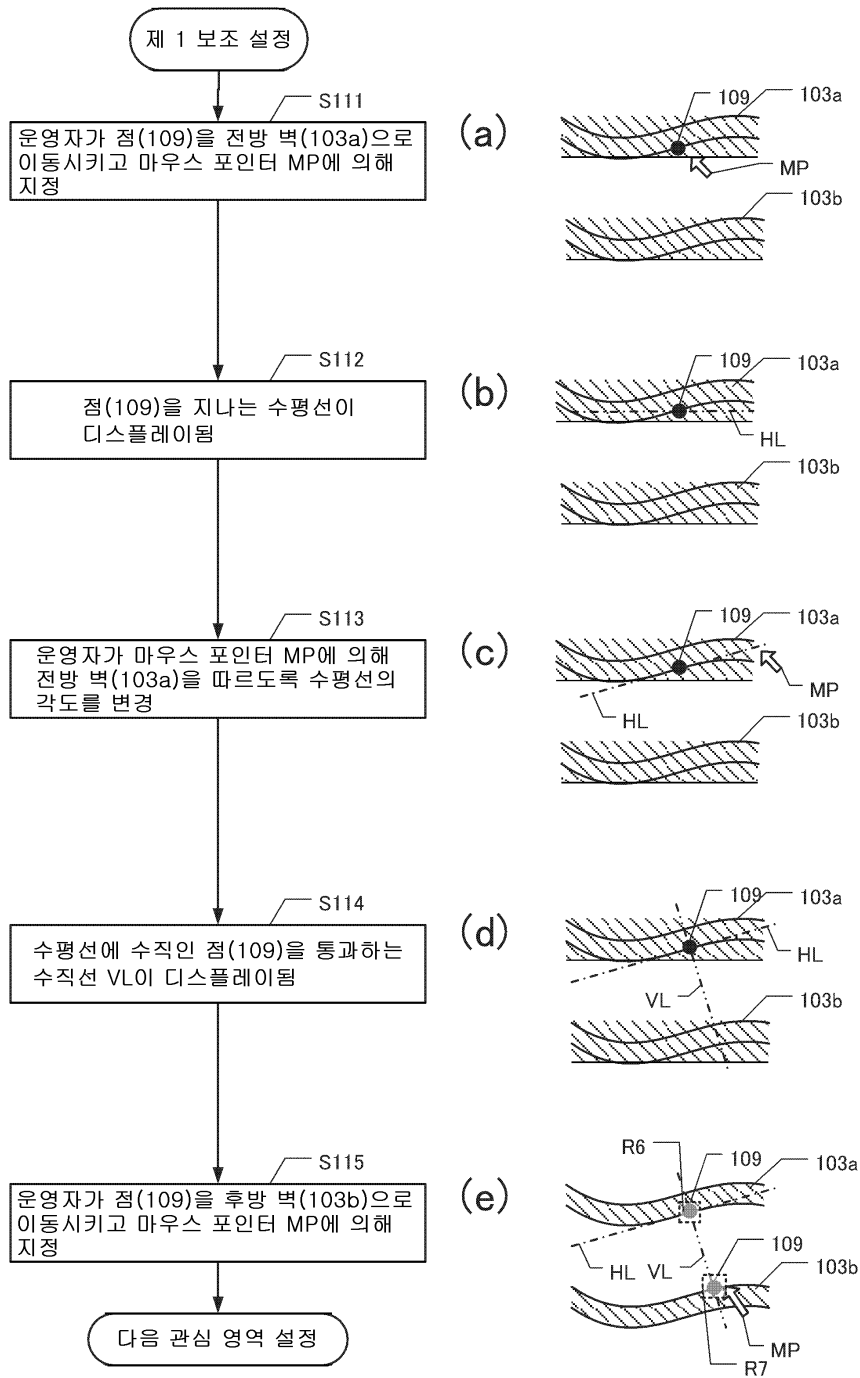 제 1 보조 설정
S111
운영자가 점(109)을 전방 벽(103a)으로
이동시키고 마우스 포인터 MP에 의해
지정
(a)
109
103a
MP
103b
S112
점(109)을 지나는 수평선이
디스플레이됨
(b)
109
103a
HL
103b
S113
운영자가 마우스 포인터 MP에 의해
전방 벽(103a)을 따르도록 수평선의
각도를 변경
(c)
109
103a
MP
HL
103b
S114
수평선에 수직인 점(109)을 통과하는
수직선 VL이 디스플레이됨
(d)
109
103a
HL
VL
103b
S115
운영자가 점(109)을 후방 벽(103b)으로
이동시키고 마우스 포인터 MP에 의해
지정
(e)
R6
109
103a
109
HL VL
103b
MP
R7
다음 관심 영역 설정